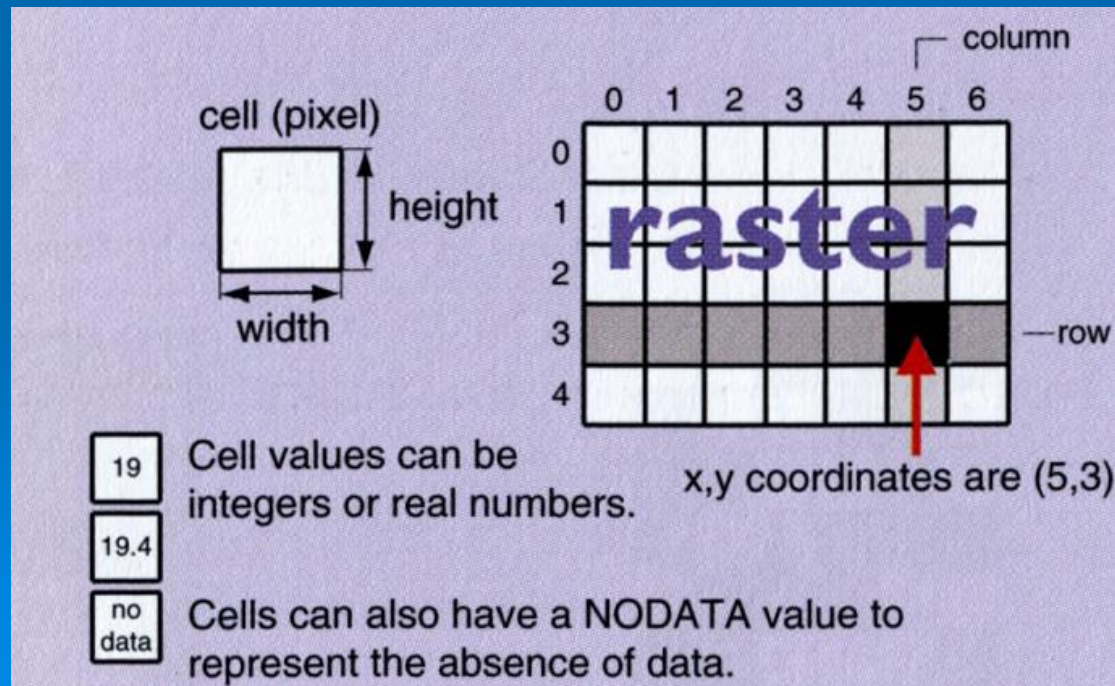 column
cell (pixel)
0 1 2 3 4 5 6
0
1
2
3
4
raster
height
width
row
x,y coordinates are (5,3)
19
19.4
Cell values can be
integers or real numbers.
no
data
Cells can also have a NODATA value to
represent the absence of data.